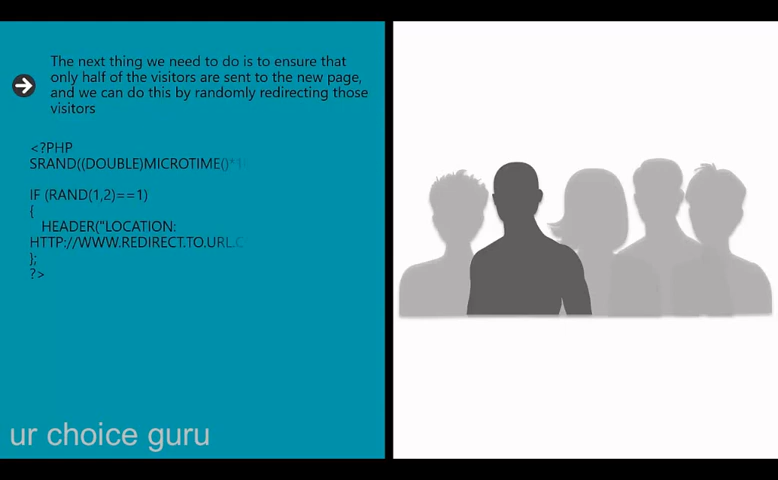 The next thing we need to do is to ensure that
only half of the visitors are sent to the new page,
and we can do this by randomly redirecting those
visitors
<?PHP
SRAND((DOUBLE)MICROTIME()*1
IF (RAND(1,2)==1)
{
HEADER("LOCATION:
HTTP://WWW.REDIRECT.TO.URL.C
};
?>
ur choice guru